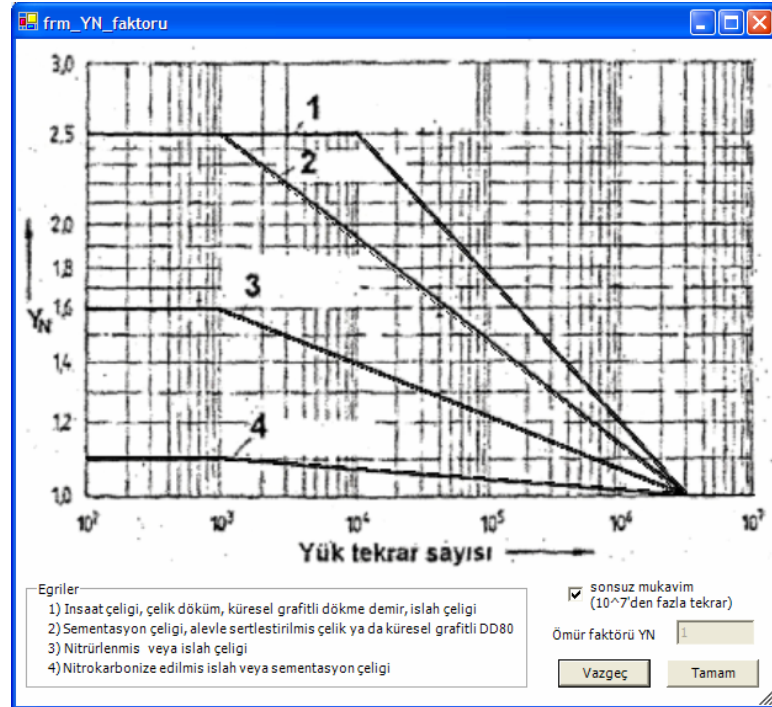 frm_YN_faktoru
3,0
1
2,5
2
2,0
1,8
3
1,6
YN
1,4
1,2
4
1,0
10² 10³ 10⁴ 10⁵ 10⁶ 10⁷
Yük tekrar sayısı
Egriler
1) Insaat çeligi, çelik döküm, küresel grafitli dökme demir, islah çeligi
2) Sementasyon çeligi, alevle sertlestirilmis çelik ya da küresel grafitli DD80
3) Nitrürlenmis veya islah çeligi
4) Nitrokarbonize edilmis islah veya sementasyon çeligi
sonsuz mukavim
(10^7'den fazla tekrar)
Ömür faktörü YN 1
Vazgeç Tamam